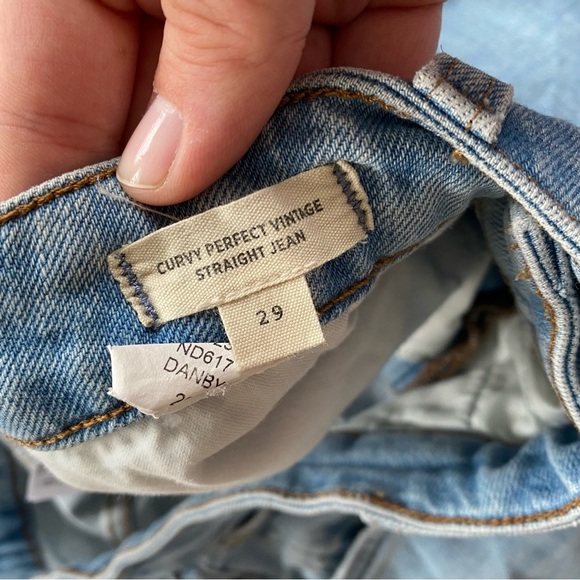 CURVY PERFECT VINTAGE
STRAIGHT JEAN
29
ND617
DANBY